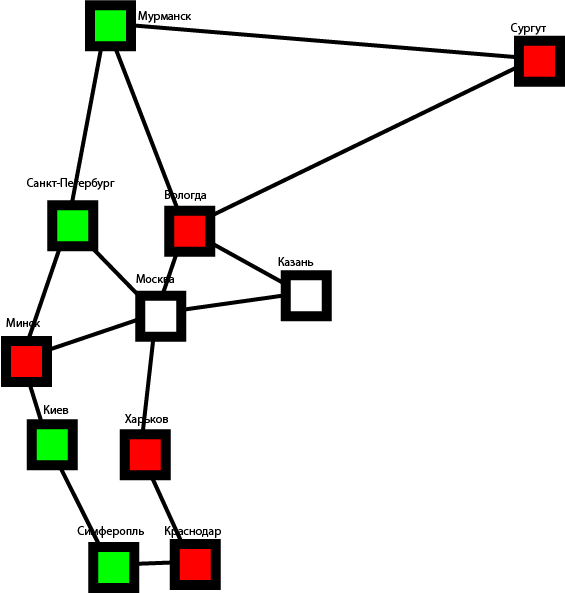 Мурманск
Сургут
Санкт-Петербург
Вологда
Казань
Москва
Минск
Киев
Харьков
Симферопль
Краснодар